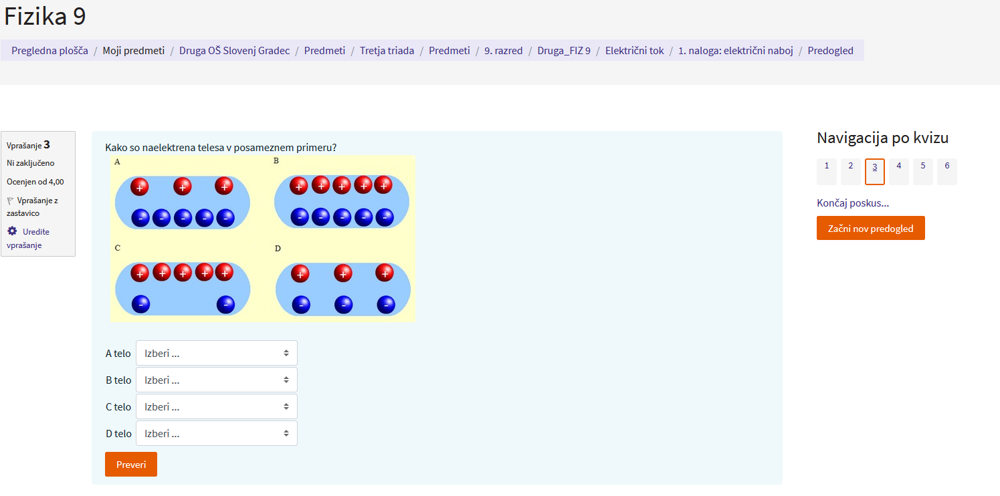 Fizika 9
Pregledna plošča / Moji predmeti / Druga OŠ Slovenj Gradec / Predmeti / Tretja triada / Predmeti / 9. razred / Druga_FIZ 9 / Električni tok / 1. naloga: električni naboj / Predogled
Vprašanje 3
Ni zaključeno
Ocenjen od 4,00
Vprašanje z
zastavico
Uredite
vprašanje
Kako so naelektrena telesa v posameznem primeru?
A
+ + +
- - - - -
B
+ + + + +
- - - - -
C
+ + + + +
- -
D
+ + +
- - -
A telo Izberi ...
B telo Izberi ...
C telo Izberi ...
D telo Izberi ...
Preveri
Navigacija po kvizu
1 2 3 4 5 6
Končaj poskus...
Začni nov predogled